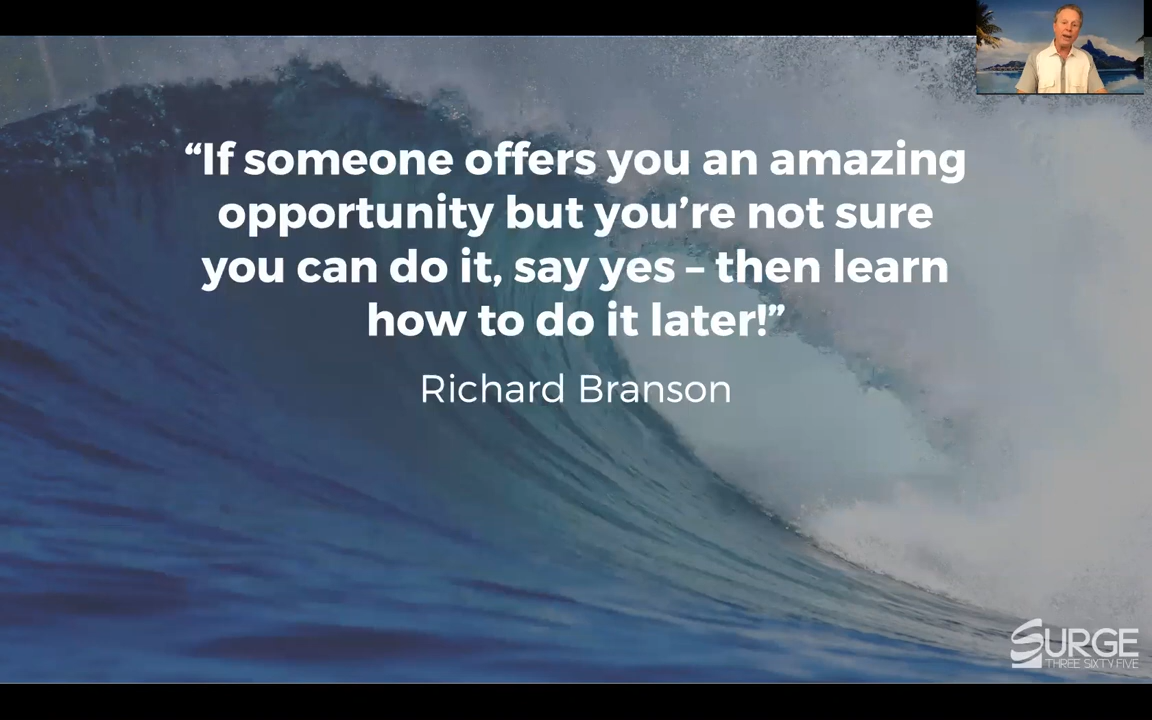 “If someone offers you an amazing
opportunity but you’re not sure
you can do it, say yes – then learn
how to do it later!”
Richard Branson
SURGE
THREE SIXTY FIVE